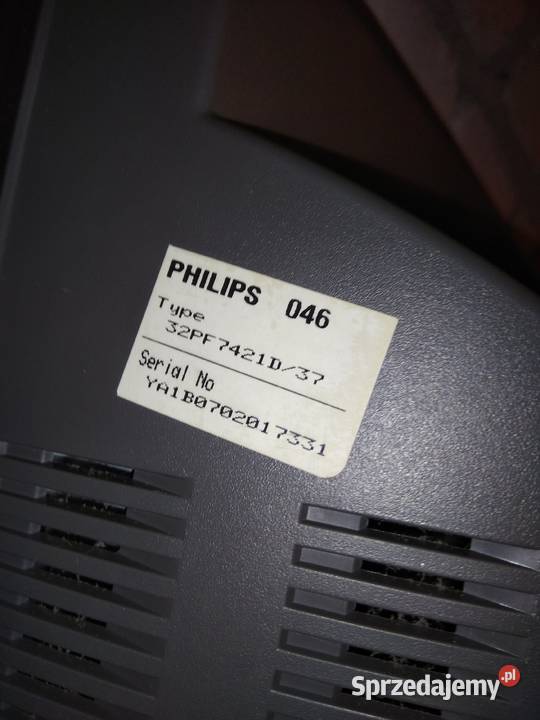 PHILIPS 046
Type
32PF7421D/37
Serial No
YA1B0702017331
Sprzedajemy.pl